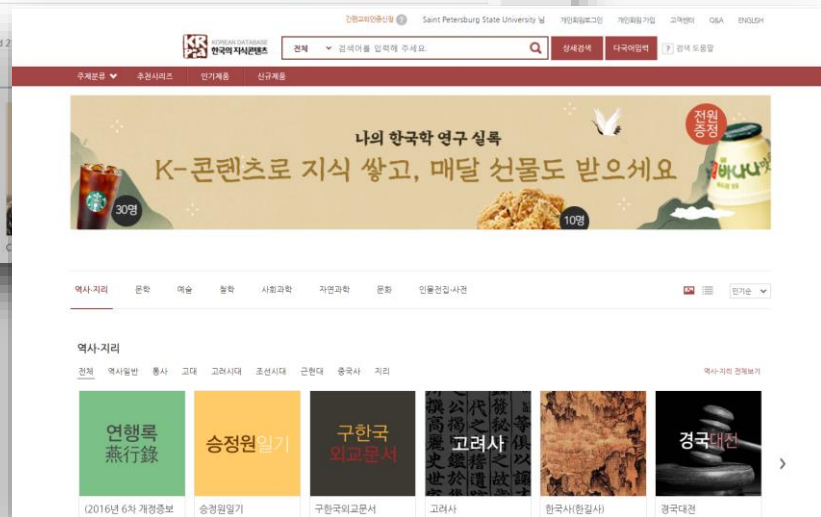 간편교외인증신청 ? Saint Petersburg State University 님 개인회원로그인 개인회원 가입 고객센터 Q&A ENGLISH
KRpia KOREAN DATABASE 한국의 지식콘텐츠
전체 검색어를 입력해 주세요. 상세검색 다국어입력 ? 검색 도움말
주제분류 추천시리즈 인기제품 신규제품
나의 한국학 연구 실록
K-콘텐츠로 지식 쌓고, 매달 선물도 받으세요
전원 증정
30명
10명
역사·지리 문학 예술 철학 사회과학 자연과학 문화 인물전집·사전 인기순
역사·지리
전체 역사일반 통사 고대 고려시대 조선시대 근현대 중국사 지리 역사·지리 전체보기
연행록 승정원일기 구한국 고려사 경국대전
燕行錄 외교문서
(2016년 6차 개정증보 승정원일기 구한국외교문서 고려사 한국사(한길사) 경국대전